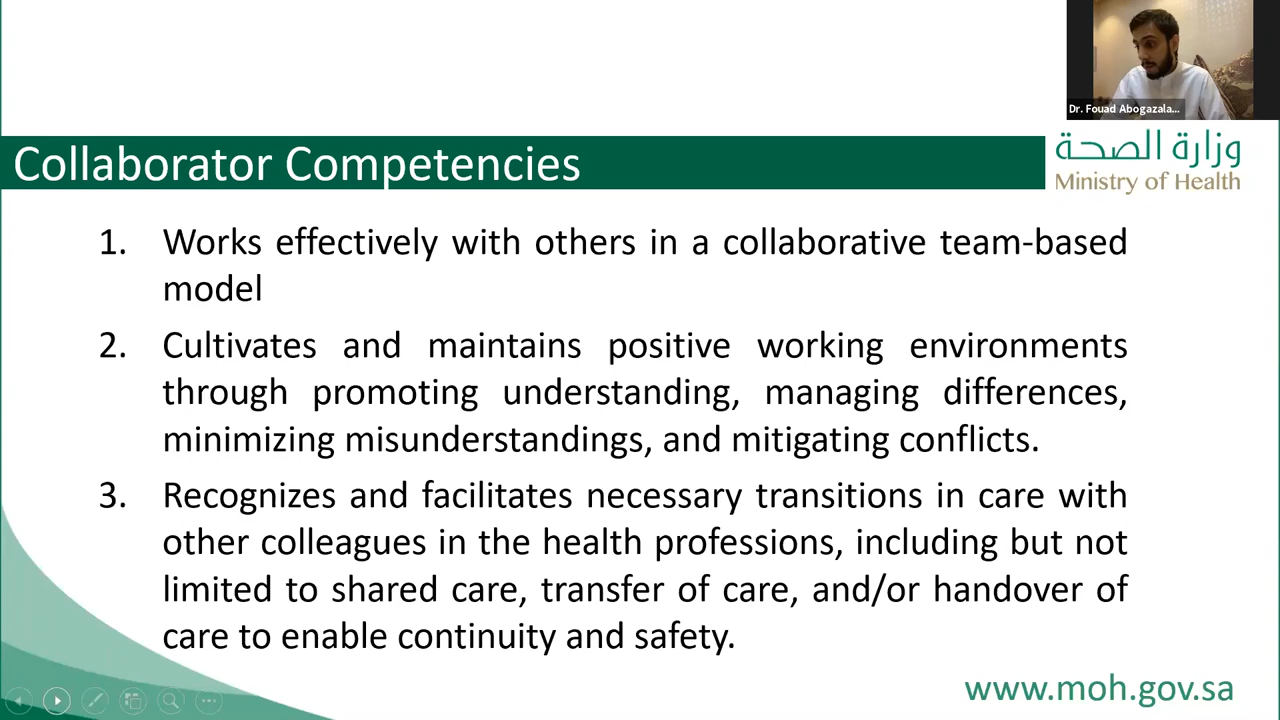 Dr. Fouad Abogazala...
Collaborator Competencies
وزارة الصحة
Ministry of Health
1. Works effectively with others in a collaborative team-based
model
2. Cultivates and maintains positive working environments
through promoting understanding, managing differences,
minimizing misunderstandings, and mitigating conflicts.
3. Recognizes and facilitates necessary transitions in care with
other colleagues in the health professions, including but not
limited to shared care, transfer of care, and/or handover of
care to enable continuity and safety.
www.moh.gov.sa